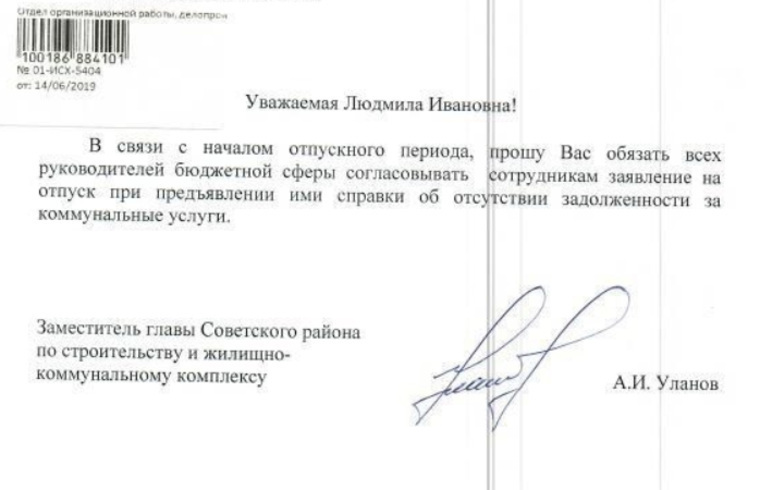 Отдел организационной работы, делопрои
100186 884101
№ 01-ИСХ-5404
от: 14/06/2019
Уважаемая Людмила Ивановна!
В связи с началом отпускного периода, прошу Вас обязать всех
руководителей бюджетной сферы согласовывать сотрудникам заявление на
отпуск при предъявлении ими справки об отсутствии задолженности за
коммунальные услуги.
Заместитель главы Советского района
по строительству и жилищно-
коммунальному комплексу
А.И. Уланов